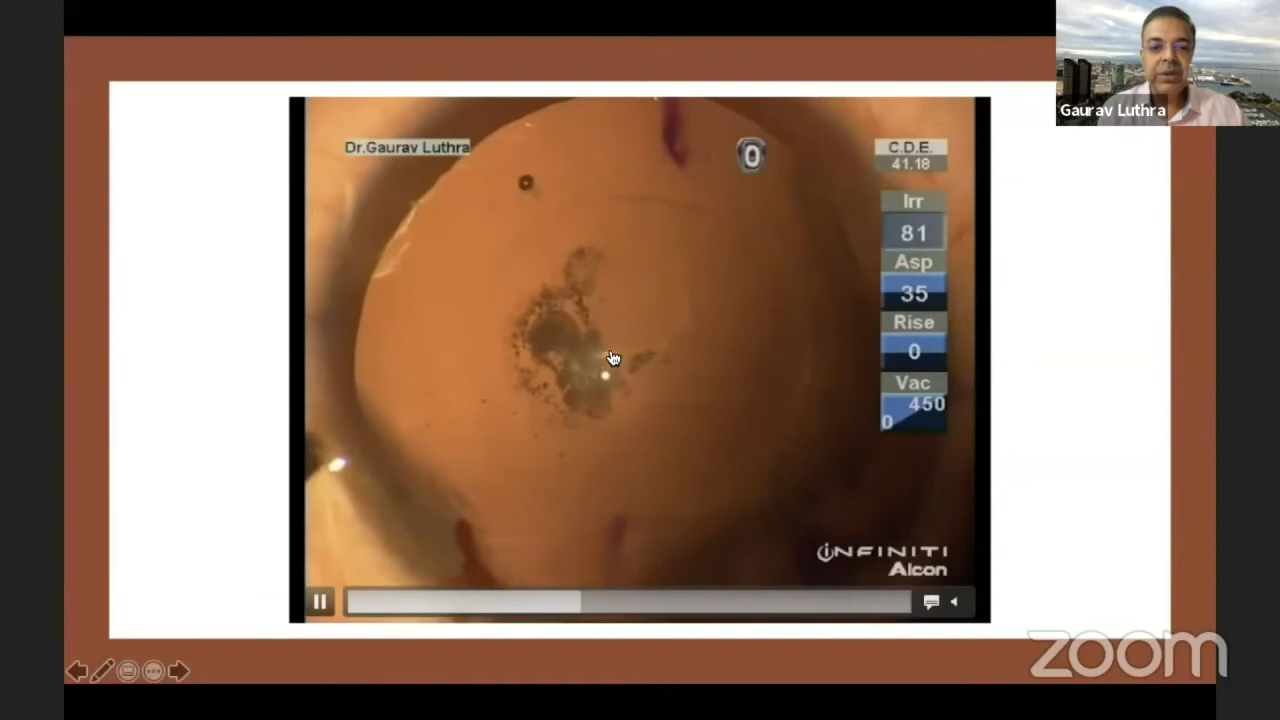 Gaurav Luthra
Dr.Gaurav Luthra
0
C.D.E.
41.18
Irr
81
Asp
35
Rise
0
Vac
450
0
INFINITI
Alcon
zoom